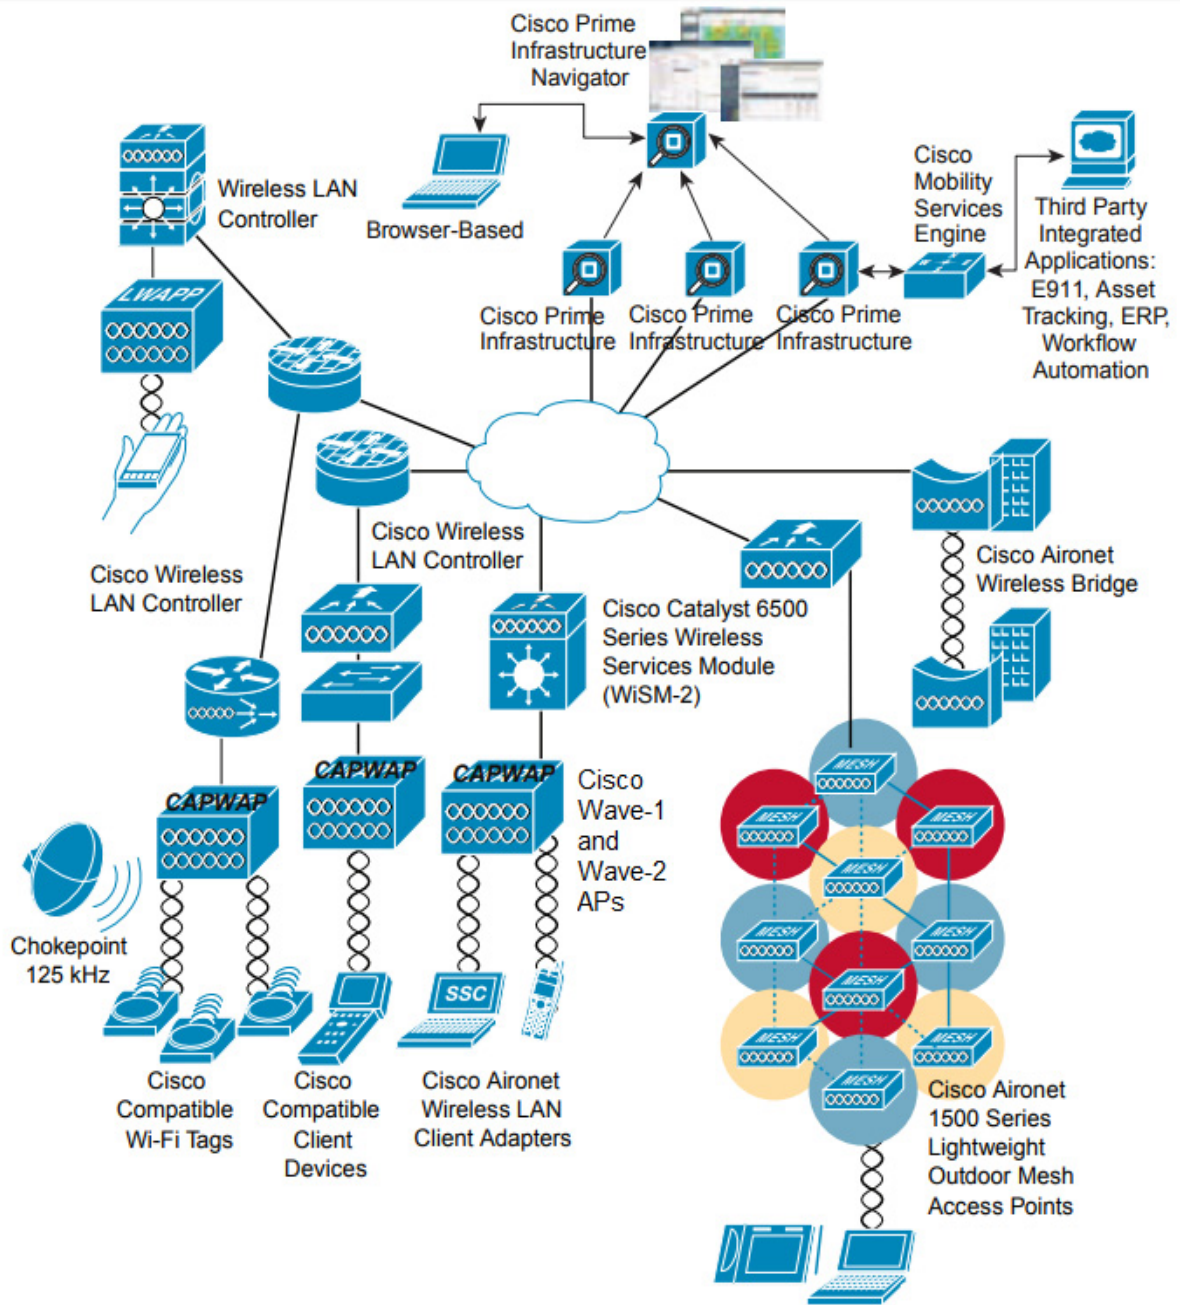 Cisco Prime
Infrastructure
Navigator
Wireless LAN
Controller
Browser-Based
Cisco
Mobility
Services
Engine
Third Party
Integrated
Applications:
E911, Asset
Tracking, ERP,
Workflow
Automation
LWAPP
Cisco Prime
Infrastructure
Cisco Prime
Infrastructure
Cisco Prime
Infrastructure
Cisco Wireless
LAN Controller
Cisco Wireless
LAN Controller
Cisco Aironet
Wireless Bridge
Cisco Catalyst 6500
Series Wireless
Services Module
(WiSM-2)
CAPWAP
CAPWAP
CAPWAP
Cisco
Wave-1
and
Wave-2
APs
MESH
MESH
MESH
MESH
MESH
MESH
MESH
MESH
MESH
MESH
Chokepoint
125 kHz
SSC
Cisco
Compatible
Wi-Fi Tags
Cisco
Compatible
Client
Devices
Cisco Aironet
Wireless LAN
Client Adapters
Cisco Aironet
1500 Series
Lightweight
Outdoor Mesh
Access Points